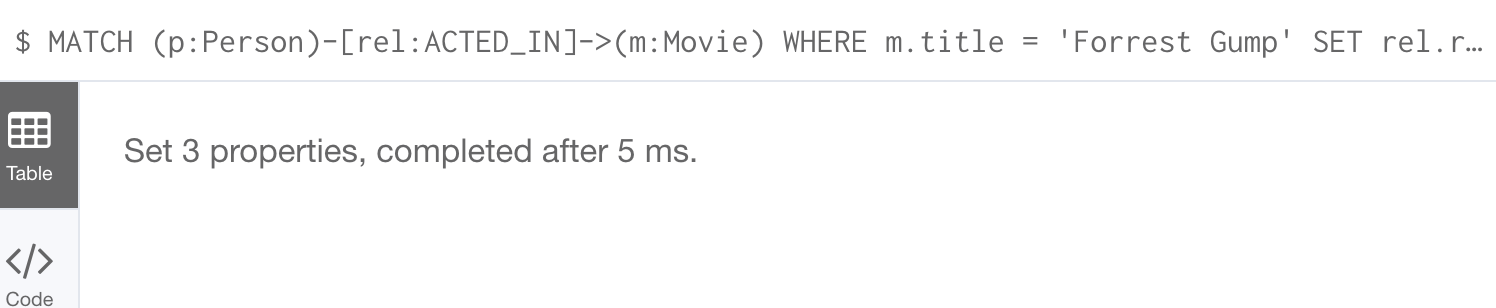 $ MATCH (p:Person)-[rel:ACTED_IN]->(m:Movie) WHERE m.title = 'Forrest Gump' SET rel.r…
Set 3 properties, completed after 5 ms.
Table
Code